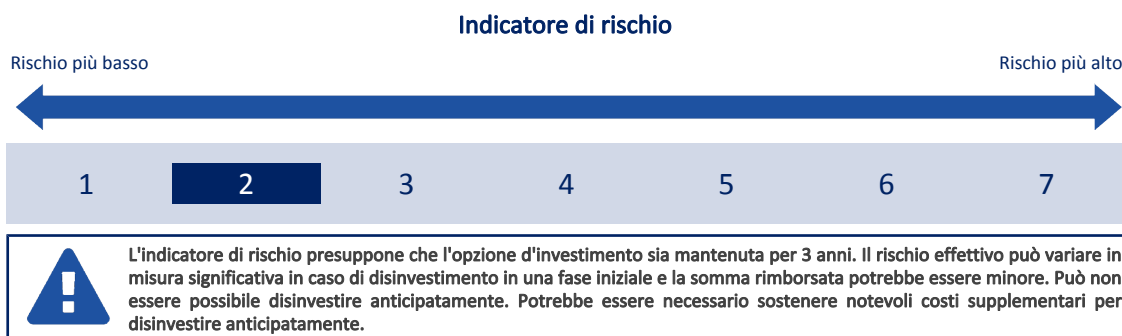 Indicatore di rischio
Rischio più basso
Rischio più alto
1 2 3 4 5 6 7
L'indicatore di rischio presuppone che l'opzione d'investimento sia mantenuta per 3 anni. Il rischio effettivo può variare in
misura significativa in caso di disinvestimento in una fase iniziale e la somma rimborsata potrebbe essere minore. Può non
essere possibile disinvestire anticipatamente. Potrebbe essere necessario sostenere notevoli costi supplementari per
disinvestire anticipatamente.